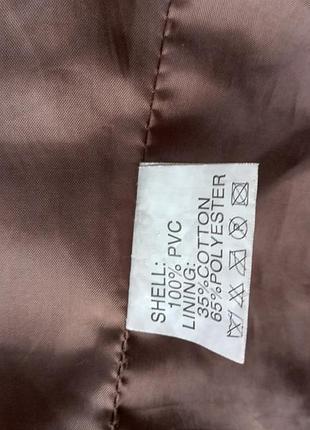 SHELL:
100% PVC
LINING:
35%COTTON
65%POLYESTER
P